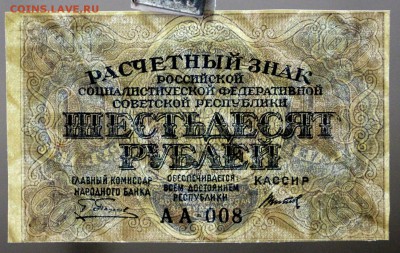 COINS.LAVE.RU
РАСЧЕТНЫЙ ЗНАК
РОССИЙСКОЙ
СОЦИАЛИСТИЧЕСКОЙ ФЕДЕРАТИВНОЙ
СОВЕТСКОЙ РЕСПУБЛИКИ
ШЕСТЬДЕСЯТ
РУБЛЕЙ
ГЛАВНЫЙ КОМИССАР
НАРОДНОГО БАНКА
ОБЕСПЕЧИВАЕТСЯ
ВСЕМ ДОСТОЯНИЕМ
РЕСПУБЛИКИ
КАССИР
АА-008